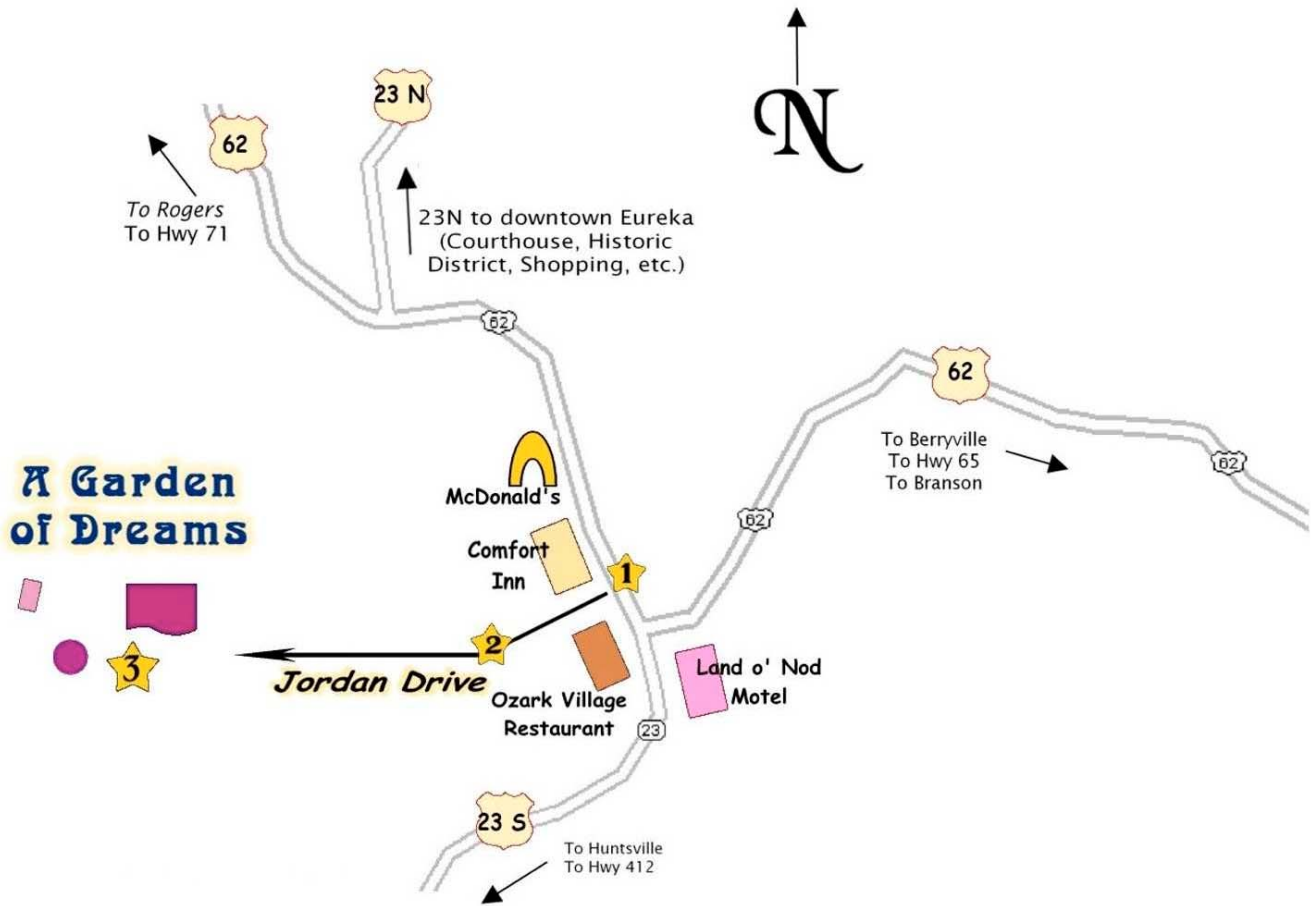 N
23 N
62
To Rogers
To Hwy 71
23N to downtown Eureka
(Courthouse, Historic
District, Shopping, etc.)
62
62
To Berryville
To Hwy 65
To Branson
62
62
McDonald's
A Garden
of Dreams
Comfort
Inn
1
2
3
Jordan Drive
Ozark Village
Restaurant
Land o' Nod
Motel
23
23 S
To Huntsville
To Hwy 412